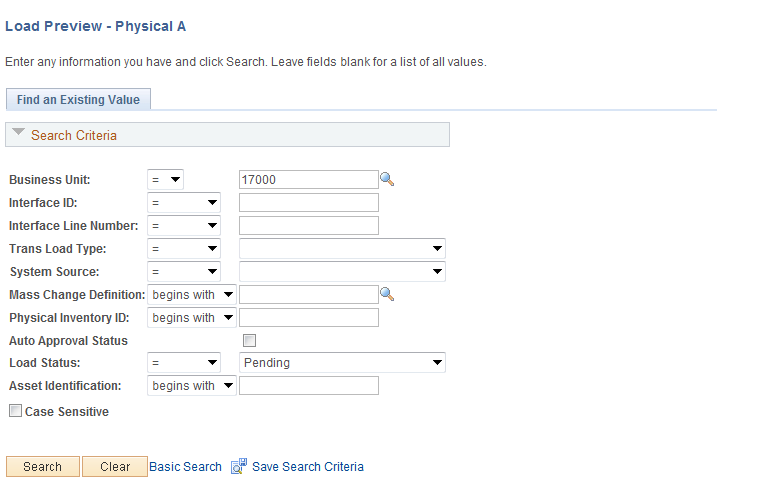 Load Preview - Physical A
Enter any information you have and click Search. Leave fields blank for a list of all values.
Find an Existing Value
Search Criteria
Business Unit: = 17000
Interface ID: =
Interface Line Number: =
Trans Load Type: =
System Source: =
Mass Change Definition: begins with
Physical Inventory ID: begins with
Auto Approval Status
Load Status: = Pending
Asset Identification: begins with
Case Sensitive
Search Clear Basic Search Save Search Criteria